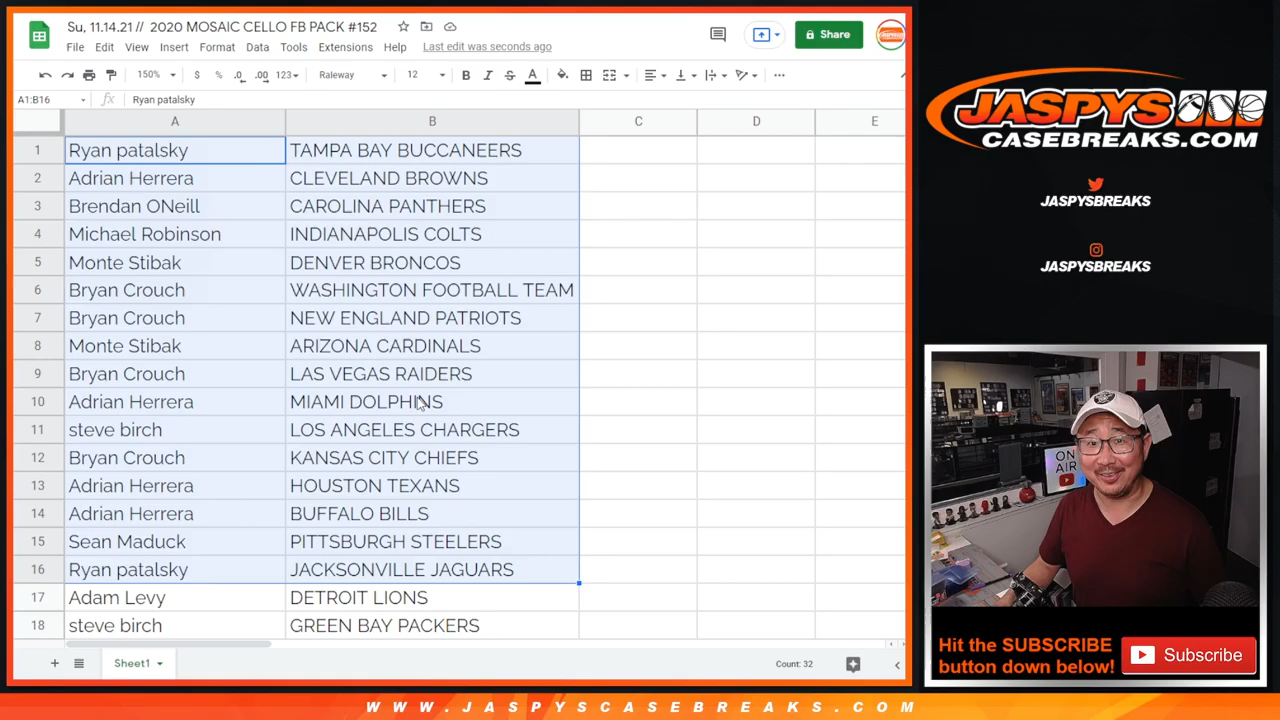 Su, 11.14.21 // 2020 MOSAIC CELLO FB PACK #152
File Edit View Insert Format Data Tools Extensions Help Last edit was seconds ago
Share
150% $ % .0 .00 123 Raleway 12 B I S A
A1:B16 fx Ryan patalsky
A B C D E
1 Ryan patalsky TAMPA BAY BUCCANEERS
2 Adrian Herrera CLEVELAND BROWNS
3 Brendan ONeill CAROLINA PANTHERS
4 Michael Robinson INDIANAPOLIS COLTS
5 Monte Stibak DENVER BRONCOS
6 Bryan Crouch WASHINGTON FOOTBALL TEAM
7 Bryan Crouch NEW ENGLAND PATRIOTS
8 Monte Stibak ARIZONA CARDINALS
9 Bryan Crouch LAS VEGAS RAIDERS
10 Adrian Herrera MIAMI DOLPHINS
11 steve birch LOS ANGELES CHARGERS
12 Bryan Crouch KANSAS CITY CHIEFS
13 Adrian Herrera HOUSTON TEXANS
14 Adrian Herrera BUFFALO BILLS
15 Sean Maduck PITTSBURGH STEELERS
16 Ryan patalsky JACKSONVILLE JAGUARS
17 Adam Levy DETROIT LIONS
18 steve birch GREEN BAY PACKERS
Sheet1
Count: 32
JASPYS
CASEBREAKS.COM
JASPYSBREAKS
JASPYSBREAKS
ON
AIR
Hit the SUBSCRIBE
button down below!
Subscribe
WWW.JASPYSCASEBREAKS.COM